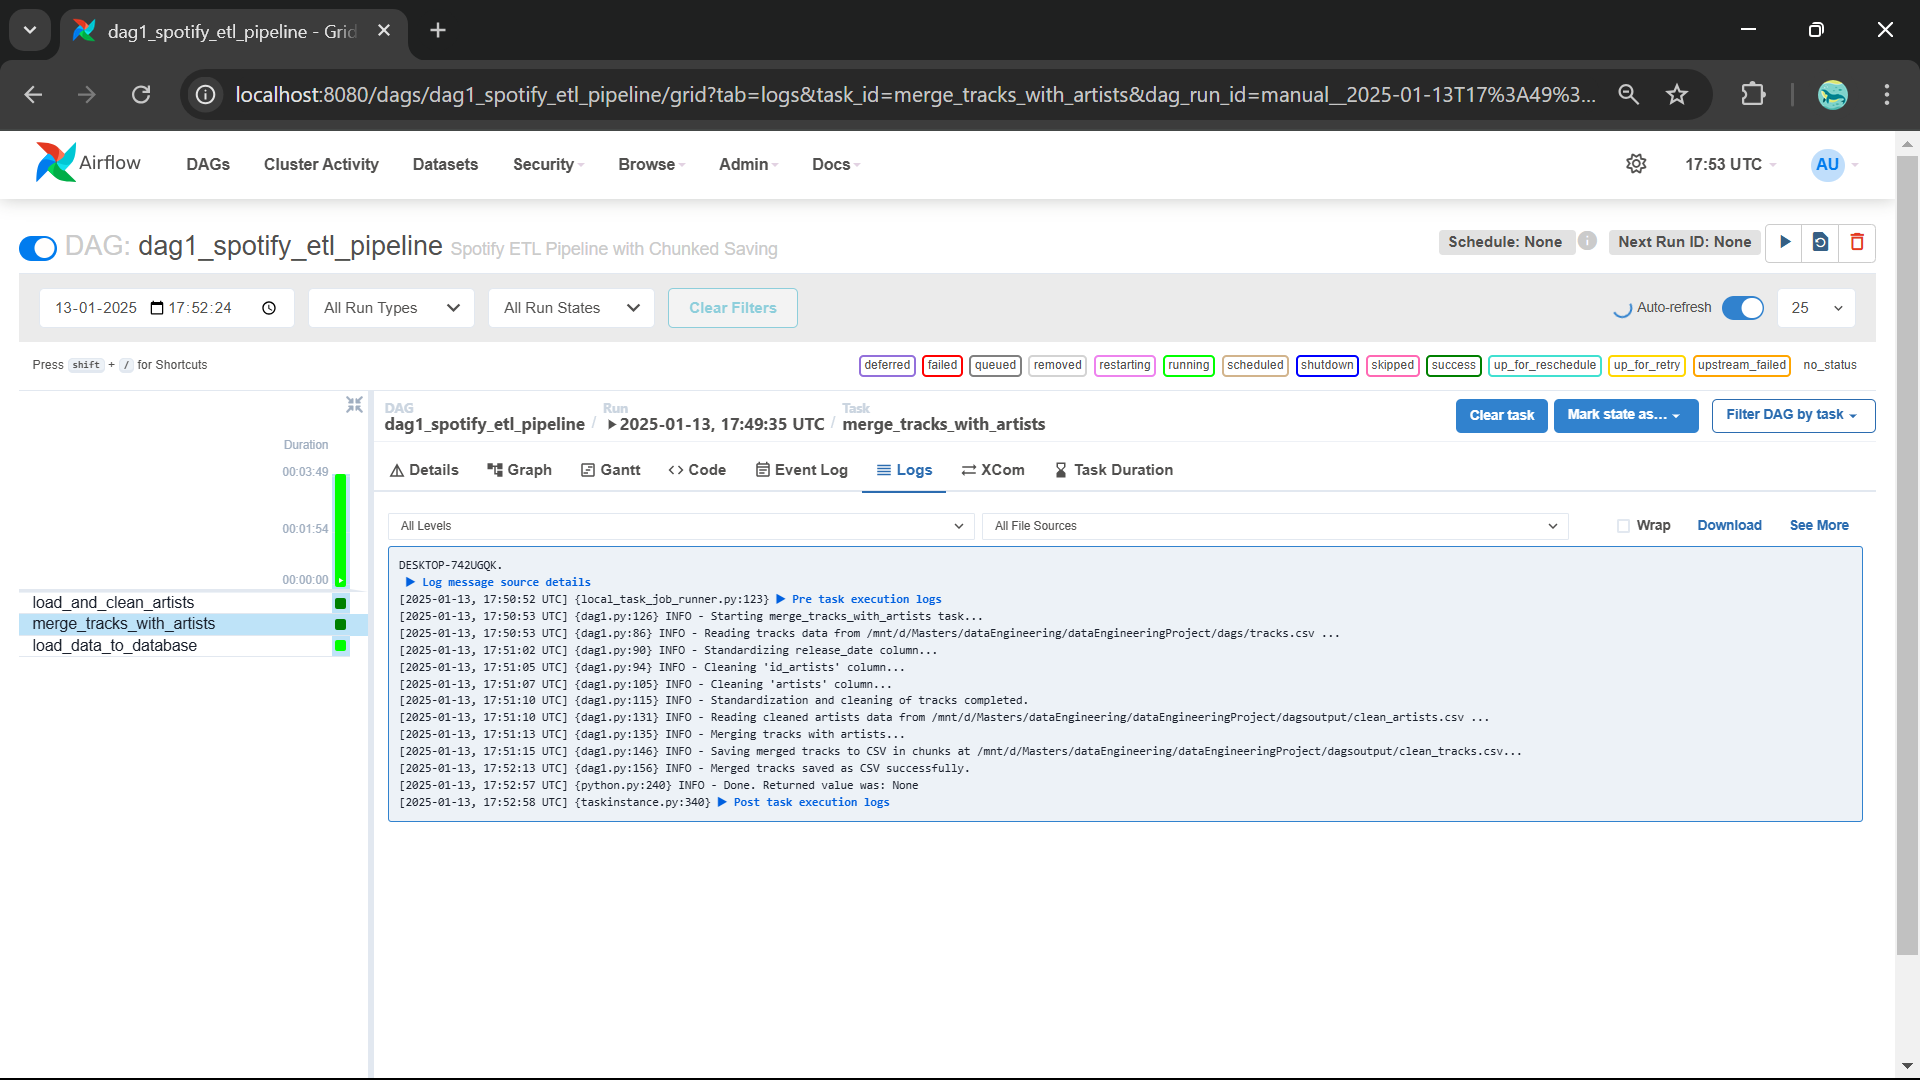 dag1_spotify_etl_pipeline - Grid
localhost:8080/dags/dag1_spotify_etl_pipeline/grid?tab=logs&task_id=merge_tracks_with_artists&dag_run_id=manual__2025-01-13T17%3A49%3...
Airflow DAGs Cluster Activity Datasets Security Browse Admin Docs 17:53 UTC AU
DAG: dag1_spotify_etl_pipeline Spotify ETL Pipeline with Chunked Saving Schedule: None i Next Run ID: None
13-01-2025 17:52:24 All Run Types All Run States Clear Filters Auto-refresh 25
Press shift + / for Shortcuts deferred failed queued removed restarting running scheduled shutdown skipped success up_for_reschedule up_for_retry upstream_failed no_status
DAG Run Task
dag1_spotify_etl_pipeline / 2025-01-13, 17:49:35 UTC / merge_tracks_with_artists Clear task Mark state as... Filter DAG by task
Duration
00:03:49
00:01:54
00:00:00
load_and_clean_artists
merge_tracks_with_artists
load_data_to_database
Details Graph Gantt <> Code Event Log Logs XCom Task Duration
All Levels All File Sources Wrap Download See More
DESKTOP-742UGQK.
▶ Log message source details
[2025-01-13, 17:50:52 UTC] {local_task_job_runner.py:123} ▶ Pre task execution logs
[2025-01-13, 17:50:53 UTC] {dag1.py:126} INFO - Starting merge_tracks_with_artists task...
[2025-01-13, 17:50:53 UTC] {dag1.py:86} INFO - Reading tracks data from /mnt/d/Masters/dataEngineering/dataEngineeringProject/dags/tracks.csv ...
[2025-01-13, 17:51:02 UTC] {dag1.py:90} INFO - Standardizing release_date column...
[2025-01-13, 17:51:05 UTC] {dag1.py:94} INFO - Cleaning 'id_artists' column...
[2025-01-13, 17:51:07 UTC] {dag1.py:105} INFO - Cleaning 'artists' column...
[2025-01-13, 17:51:10 UTC] {dag1.py:115} INFO - Standardization and cleaning of tracks completed.
[2025-01-13, 17:51:10 UTC] {dag1.py:131} INFO - Reading cleaned artists data from /mnt/d/Masters/dataEngineering/dataEngineeringProject/dagsoutput/clean_artists.csv ...
[2025-01-13, 17:51:13 UTC] {dag1.py:135} INFO - Merging tracks with artists...
[2025-01-13, 17:51:15 UTC] {dag1.py:146} INFO - Saving merged tracks to CSV in chunks at /mnt/d/Masters/dataEngineering/dataEngineeringProject/dagsoutput/clean_tracks.csv...
[2025-01-13, 17:52:13 UTC] {dag1.py:156} INFO - Merged tracks saved as CSV successfully.
[2025-01-13, 17:52:57 UTC] {python.py:240} INFO - Done. Returned value was: None
[2025-01-13, 17:52:58 UTC] {taskinstance.py:340} ▶ Post task execution logs